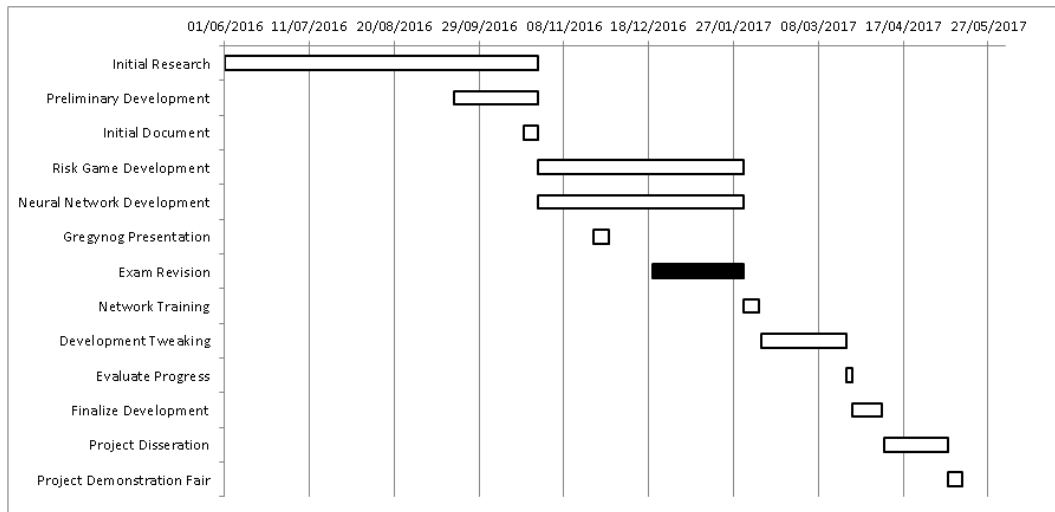 01/06/2016 11/07/2016 20/08/2016 29/09/2016 08/11/2016 18/12/2016 27/01/2017 08/03/2017 17/04/2017 27/05/2017
Initial Research
Preliminary Development
Initial Document
Risk Game Development
Neural Network Development
Gregynog Presentation
Exam Revision
Network Training
Development Tweaking
Evaluate Progress
Finalize Development
Project Disseration
Project Demonstration Fair